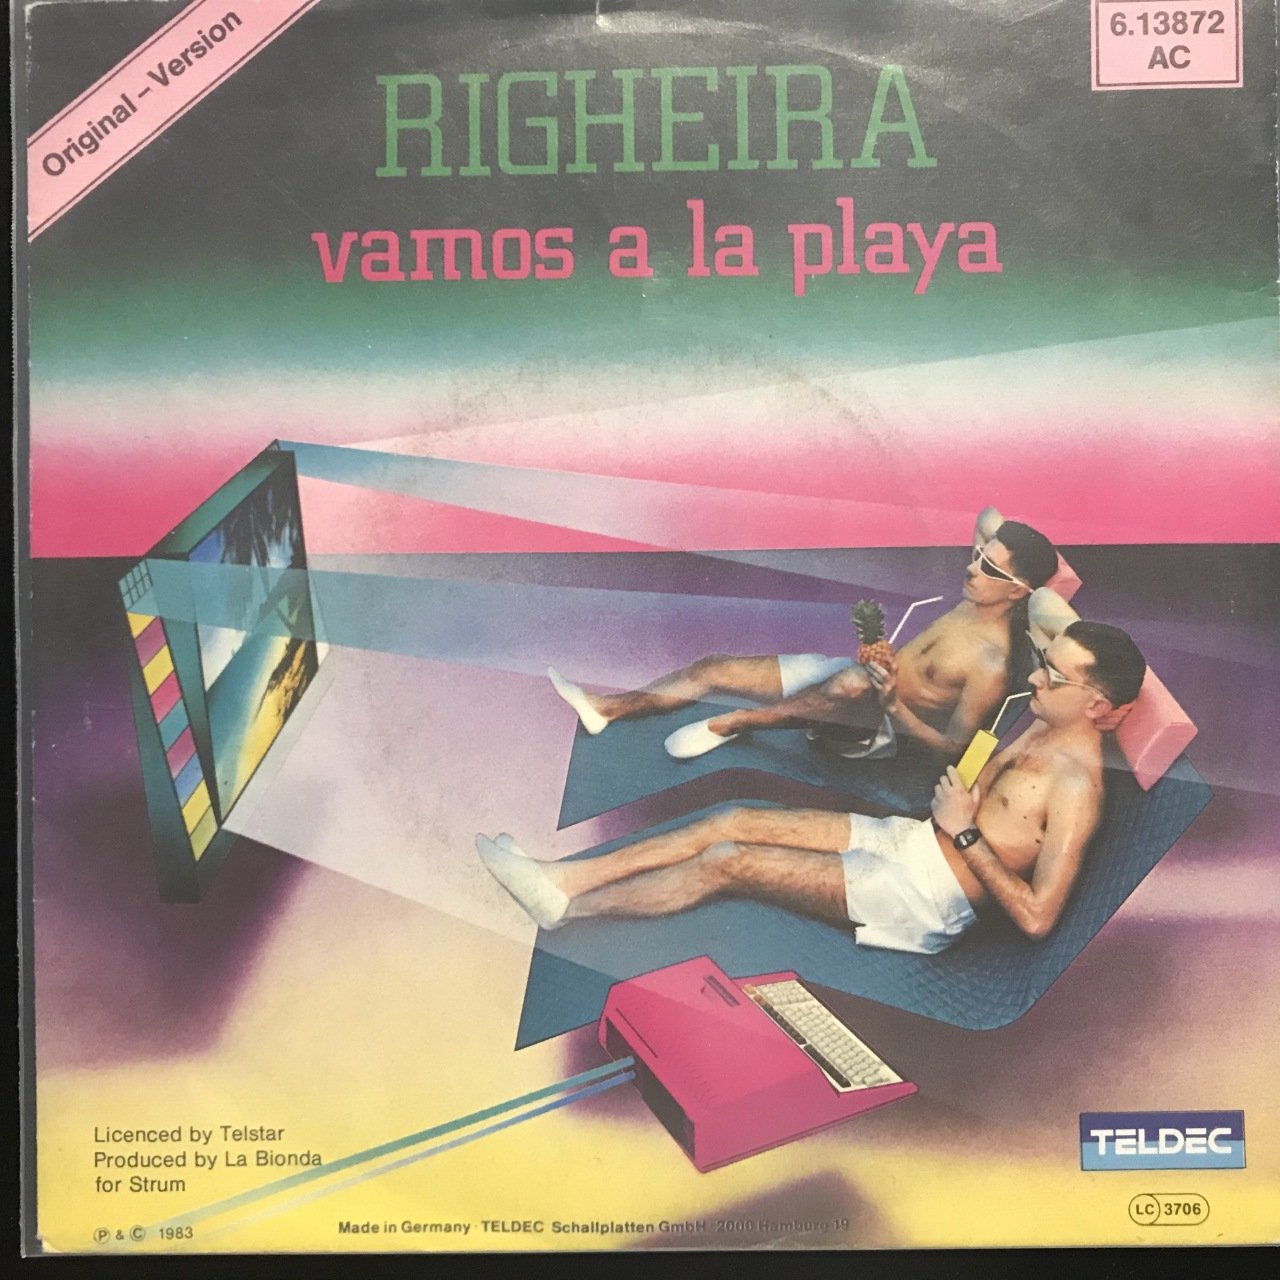 Original – Version
6.13872
AC
RIGHEIRA
vamos a la playa
Licenced by Telstar
Produced by La Bionda
for Strum
Ⓟ & © 1983
Made in Germany · TELDEC Schallplatten GmbH · 2000 Hamburg 19
TELDEC
LC 3706